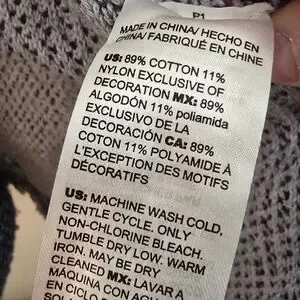 P1
MADE IN CHINA/ HECHO EN
CHINA/ FABRIQUÉ EN CHINE
US: 89% COTTON 11%
NYLON EXCLUSIVE OF
DECORATION MX: 89%
ALGODÓN 11% poliamida
EXCLUSIVO DE LA
DECORACIÓN CA: 89%
COTON 11% POLYAMIDE À
L'EXCEPTION DES MOTIFS
DÉCORATIFS
US: MACHINE WASH COLD,
GENTLE CYCLE. ONLY
NON-CHLORINE BLEACH.
TUMBLE DRY LOW. WARM
IRON. MAY BE DRY
CLEANED MX: LAVAR A
MÁQUINA CON AGUA
EN CICLO